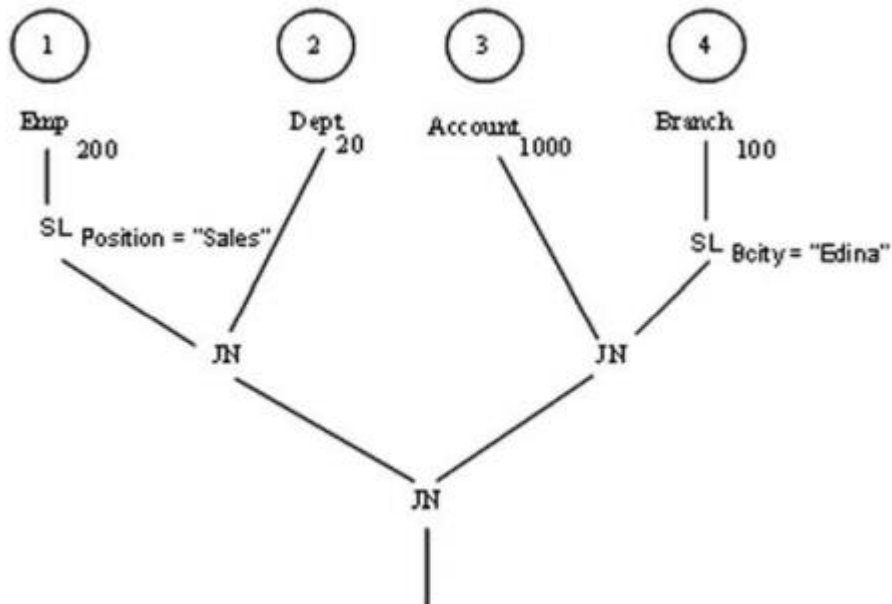 1 2 3 4
Emp Dept Account Branch
200 20 1000 100
SL Position = "Sales" SL Bcity = "Edina"
JN JN
JN